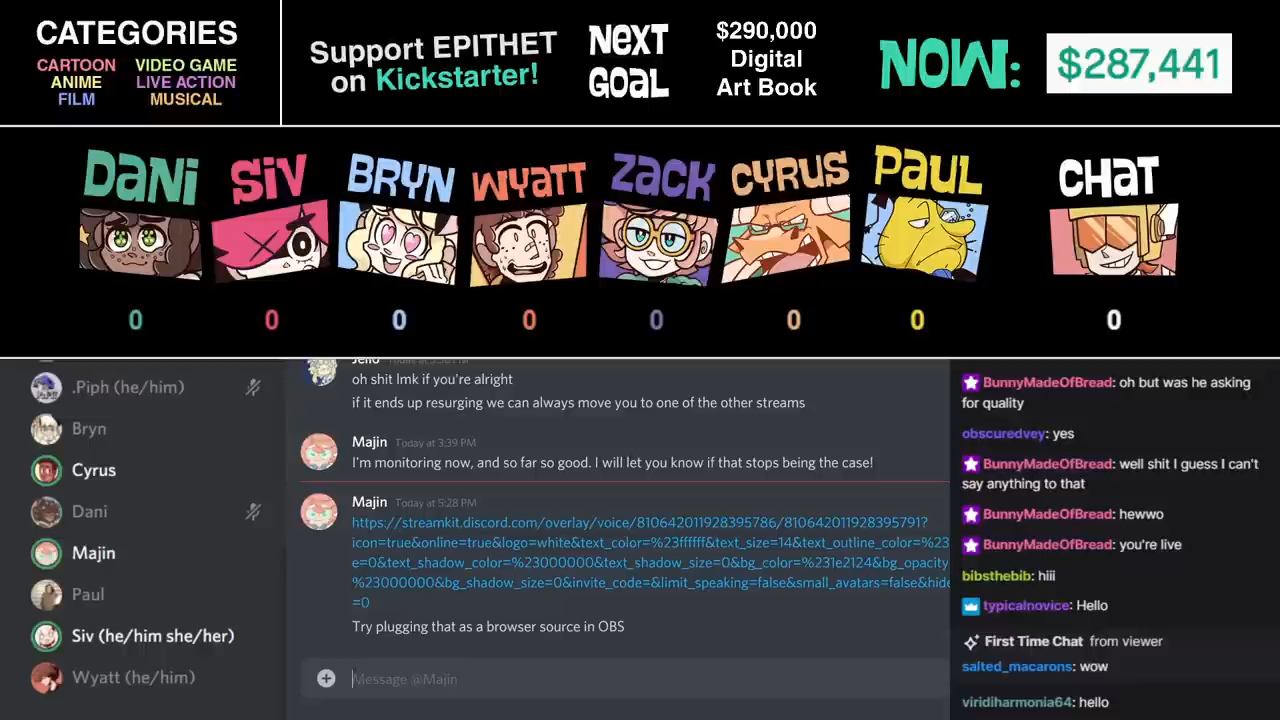 CATEGORIES
CARTOON
ANIME
FILM
VIDEO GAME
LIVE ACTION
MUSICAL
Support EPITHET
on Kickstarter!
NEXT
GOAL
$290,000
Digital
Art Book
NOW:
$287,441
DANI
SIV
BRYN
WYATT
ZACK
CYRUS
PAUL
CHAT
0
0
0
0
0
0
0
0
.Piph (he/him)
Bryn
Cyrus
Dani
Majin
Paul
Siv (he/him she/her)
Wyatt (he/him)
Jello
oh shit lmk if you're alright
if it ends up resurging we can always move you to one of the other streams
Majin Today at 3:39 PM
I'm monitoring now, and so far so good. I will let you know if that stops being the case!
Majin Today at 5:28 PM
https://streamkit.discord.com/overlay/voice/810642011928395786/810642011928395791?
icon=true&online=true&logo=white&text_color=%23ffffff&text_size=14&text_outline_color=%23
e=0&text_shadow_color=%23000000&text_shadow_size=0&bg_color=%231e2124&bg_opacity
%23000000&bg_shadow_size=0&invite_code=&limit_speaking=false&small_avatars=false&hide
=0
Try plugging that as a browser source in OBS
Message @Majin
BunnyMadeOfBread: oh but was he asking
for quality
obscuredvey: yes
BunnyMadeOfBread: well shit I guess I can't
say anything to that
BunnyMadeOfBread: hewwo
BunnyMadeOfBread: you're live
bibsthebib: hiii
typicalnovice: Hello
First Time Chat from viewer
salted_macarons: wow
viridiharmonia64: hello